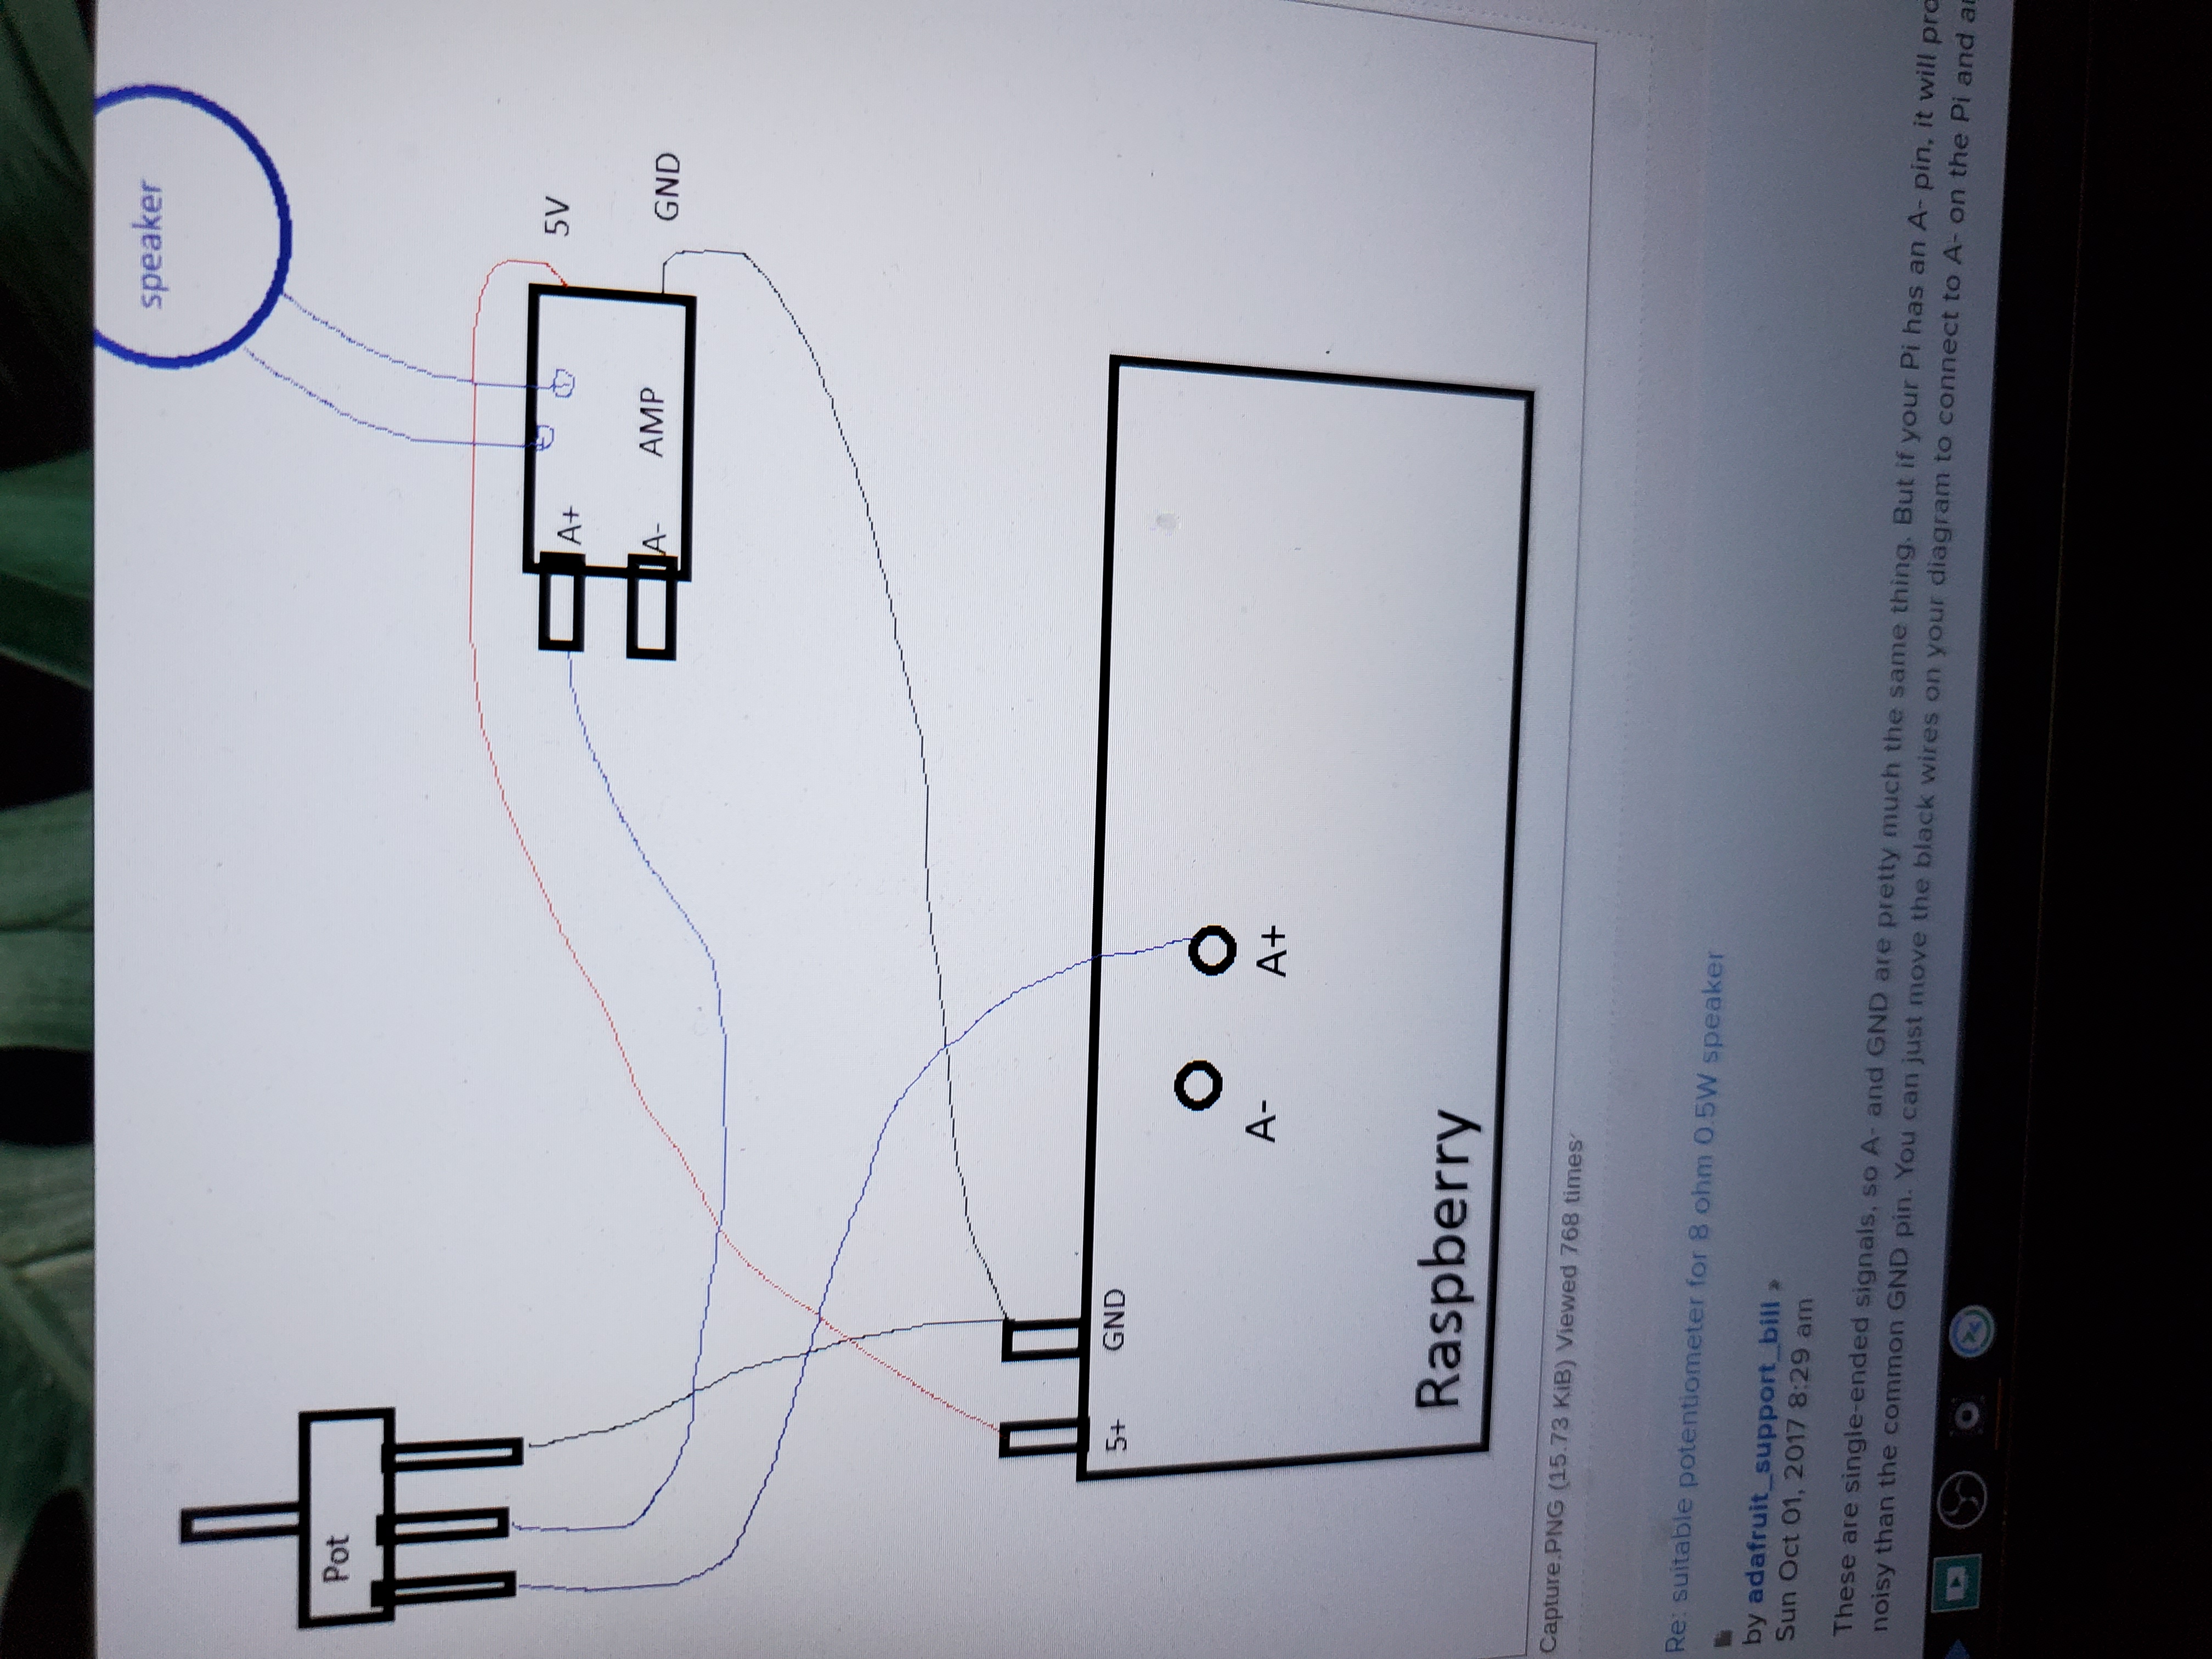 speaker
Pot
A+
5V
A- AMP
GND
5+ GND
A- A+
Raspberry
Capture.PNG (15.73 KiB) Viewed 768 times
Re: suitable potentiometer for 8 ohm 0.5W speaker
by adafruit_support_bill »
Sun Oct 01, 2017 8:29 am
These are single-ended signals, so A- and GND are pretty much the same thing. But if your Pi has an A- pin, it will pro
noisy than the common GND pin. You can just move the black wires on your diagram to connect to A- on the Pi and a